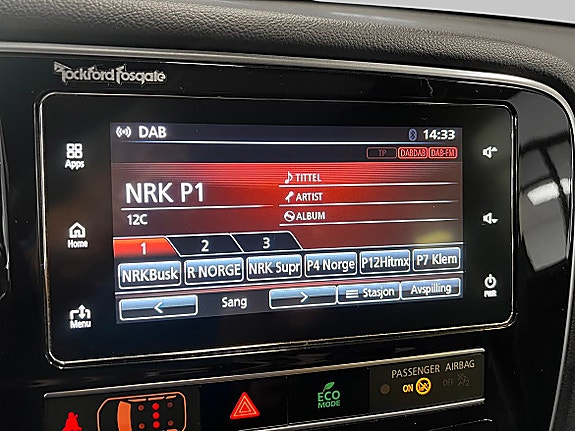 Rockford Fosgate
DAB 14:33
TP DABDAB DAB-FM
Apps
TITTEL
NRK P1
ARTIST
12C
ALBUM
Home
1 2 3
NRKBusk R NORGE NRK Supr P4 Norge P12Hitmx P7 Klem
< Sang > Stasjon Avspilling
PWR
Menu
PASSENGER AIRBAG
ECO
MODE
ON OFF